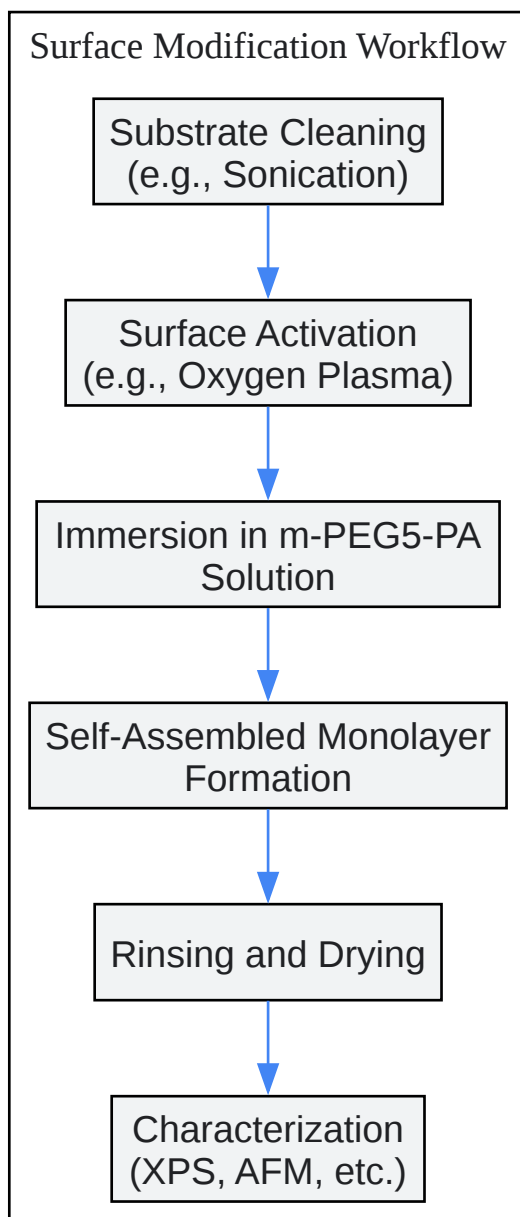 Surface Modification Workflow
Substrate Cleaning
(e.g., Sonication)
Surface Activation
(e.g., Oxygen Plasma)
Immersion in m-PEG5-PA
Solution
Self-Assembled Monolayer
Formation
Rinsing and Drying
Characterization
(XPS, AFM, etc.)